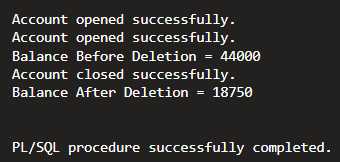 Account opened successfully.
Account opened successfully.
Balance Before Deletion = 44000
Account closed successfully.
Balance After Deletion = 18750
PL/SQL procedure successfully completed.